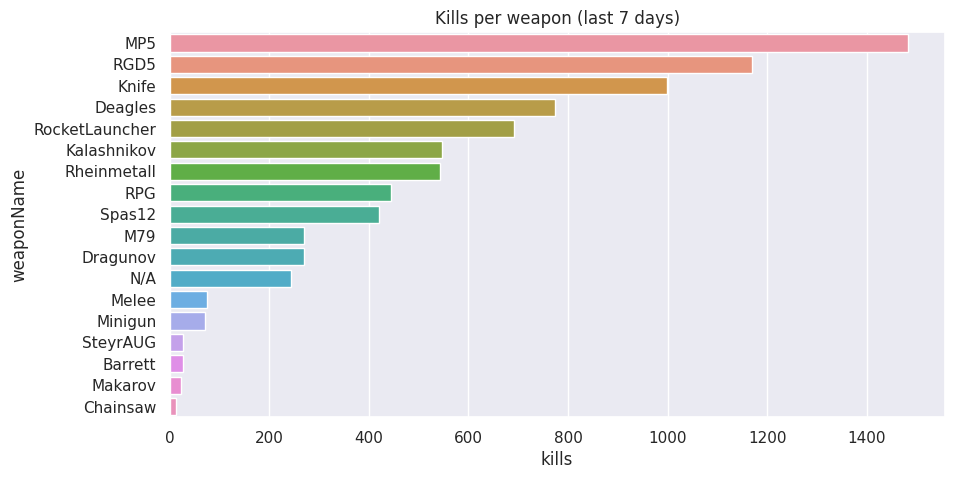 Kills per weapon (last 7 days)
weaponName
MP5
RGD5
Knife
Deagles
RocketLauncher
Kalashnikov
Rheinmetall
RPG
Spas12
M79
Dragunov
N/A
Melee
Minigun
SteyrAUG
Barrett
Makarov
Chainsaw
0 200 400 600 800 1000 1200 1400
kills